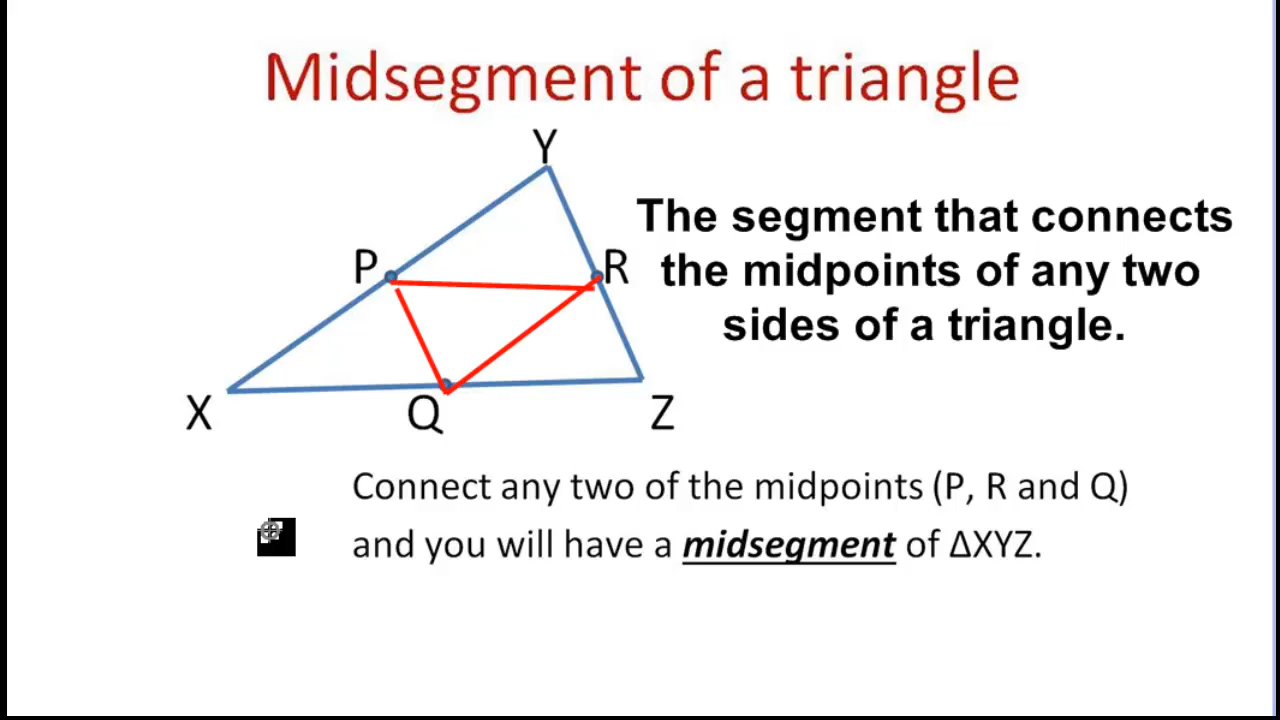 Midsegment of a triangle
Y
The segment that connects
P
R
the midpoints of any two
sides of a triangle.
X
Q
Z
Connect any two of the midpoints (P, R and Q)
and you will have a midsegment of ΔXYZ.